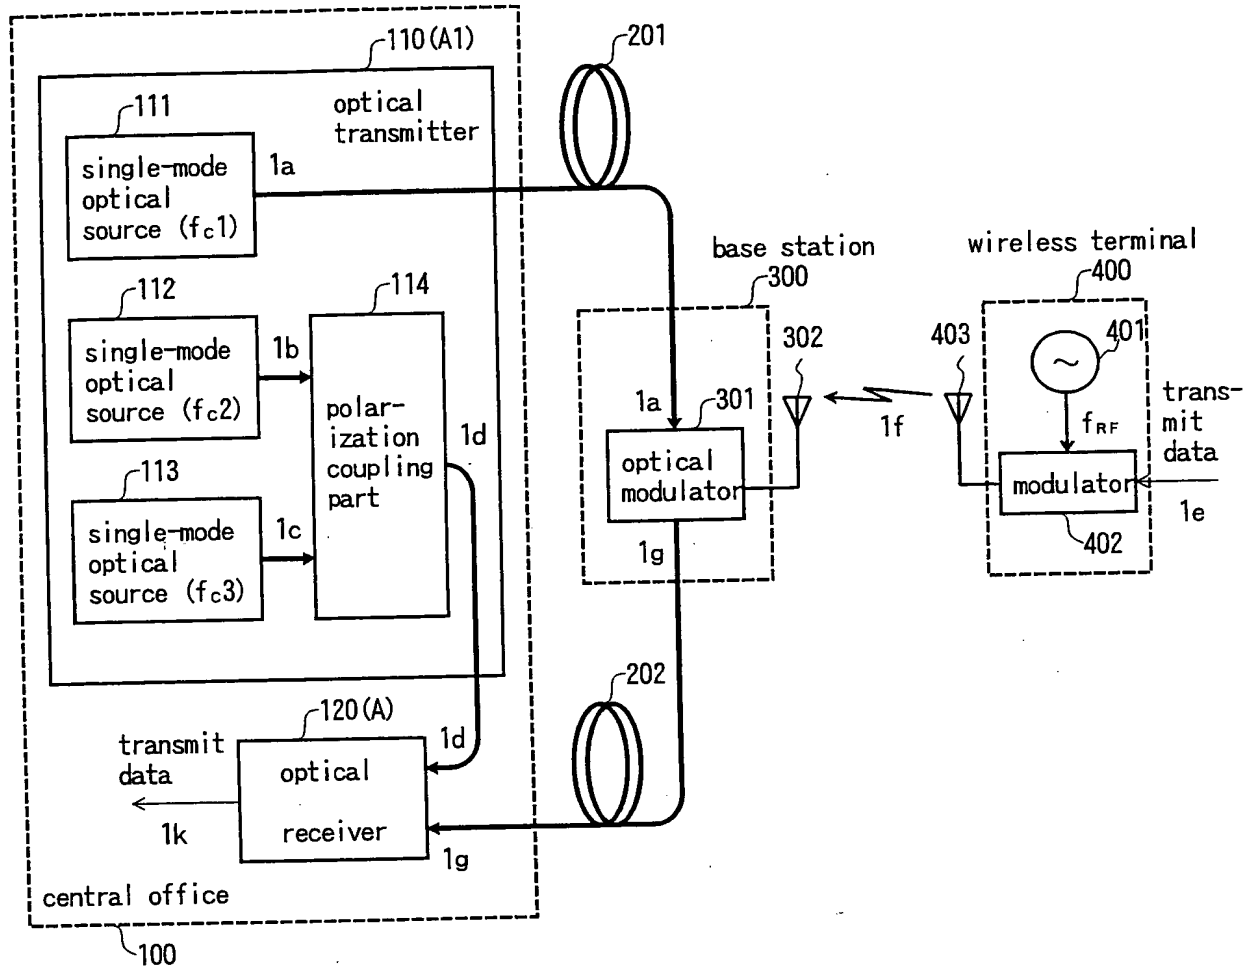 110(A1)
201
111
optical
transmitter
single-mode
optical
source (fc1)
1a
base station
wireless terminal
300
400
112
114
single-mode
optical
source (fc2)
1b
302
403
401
polar-
ization
coupling
part
1d
1a
301
1f
fRF
trans-
mit
data
optical
modulator
modulator
1e
402
113
single-mode
optical
source (fc3)
1c
1g
202
120(A)
transmit
data
1d
optical
receiver
1k
1g
central office
100